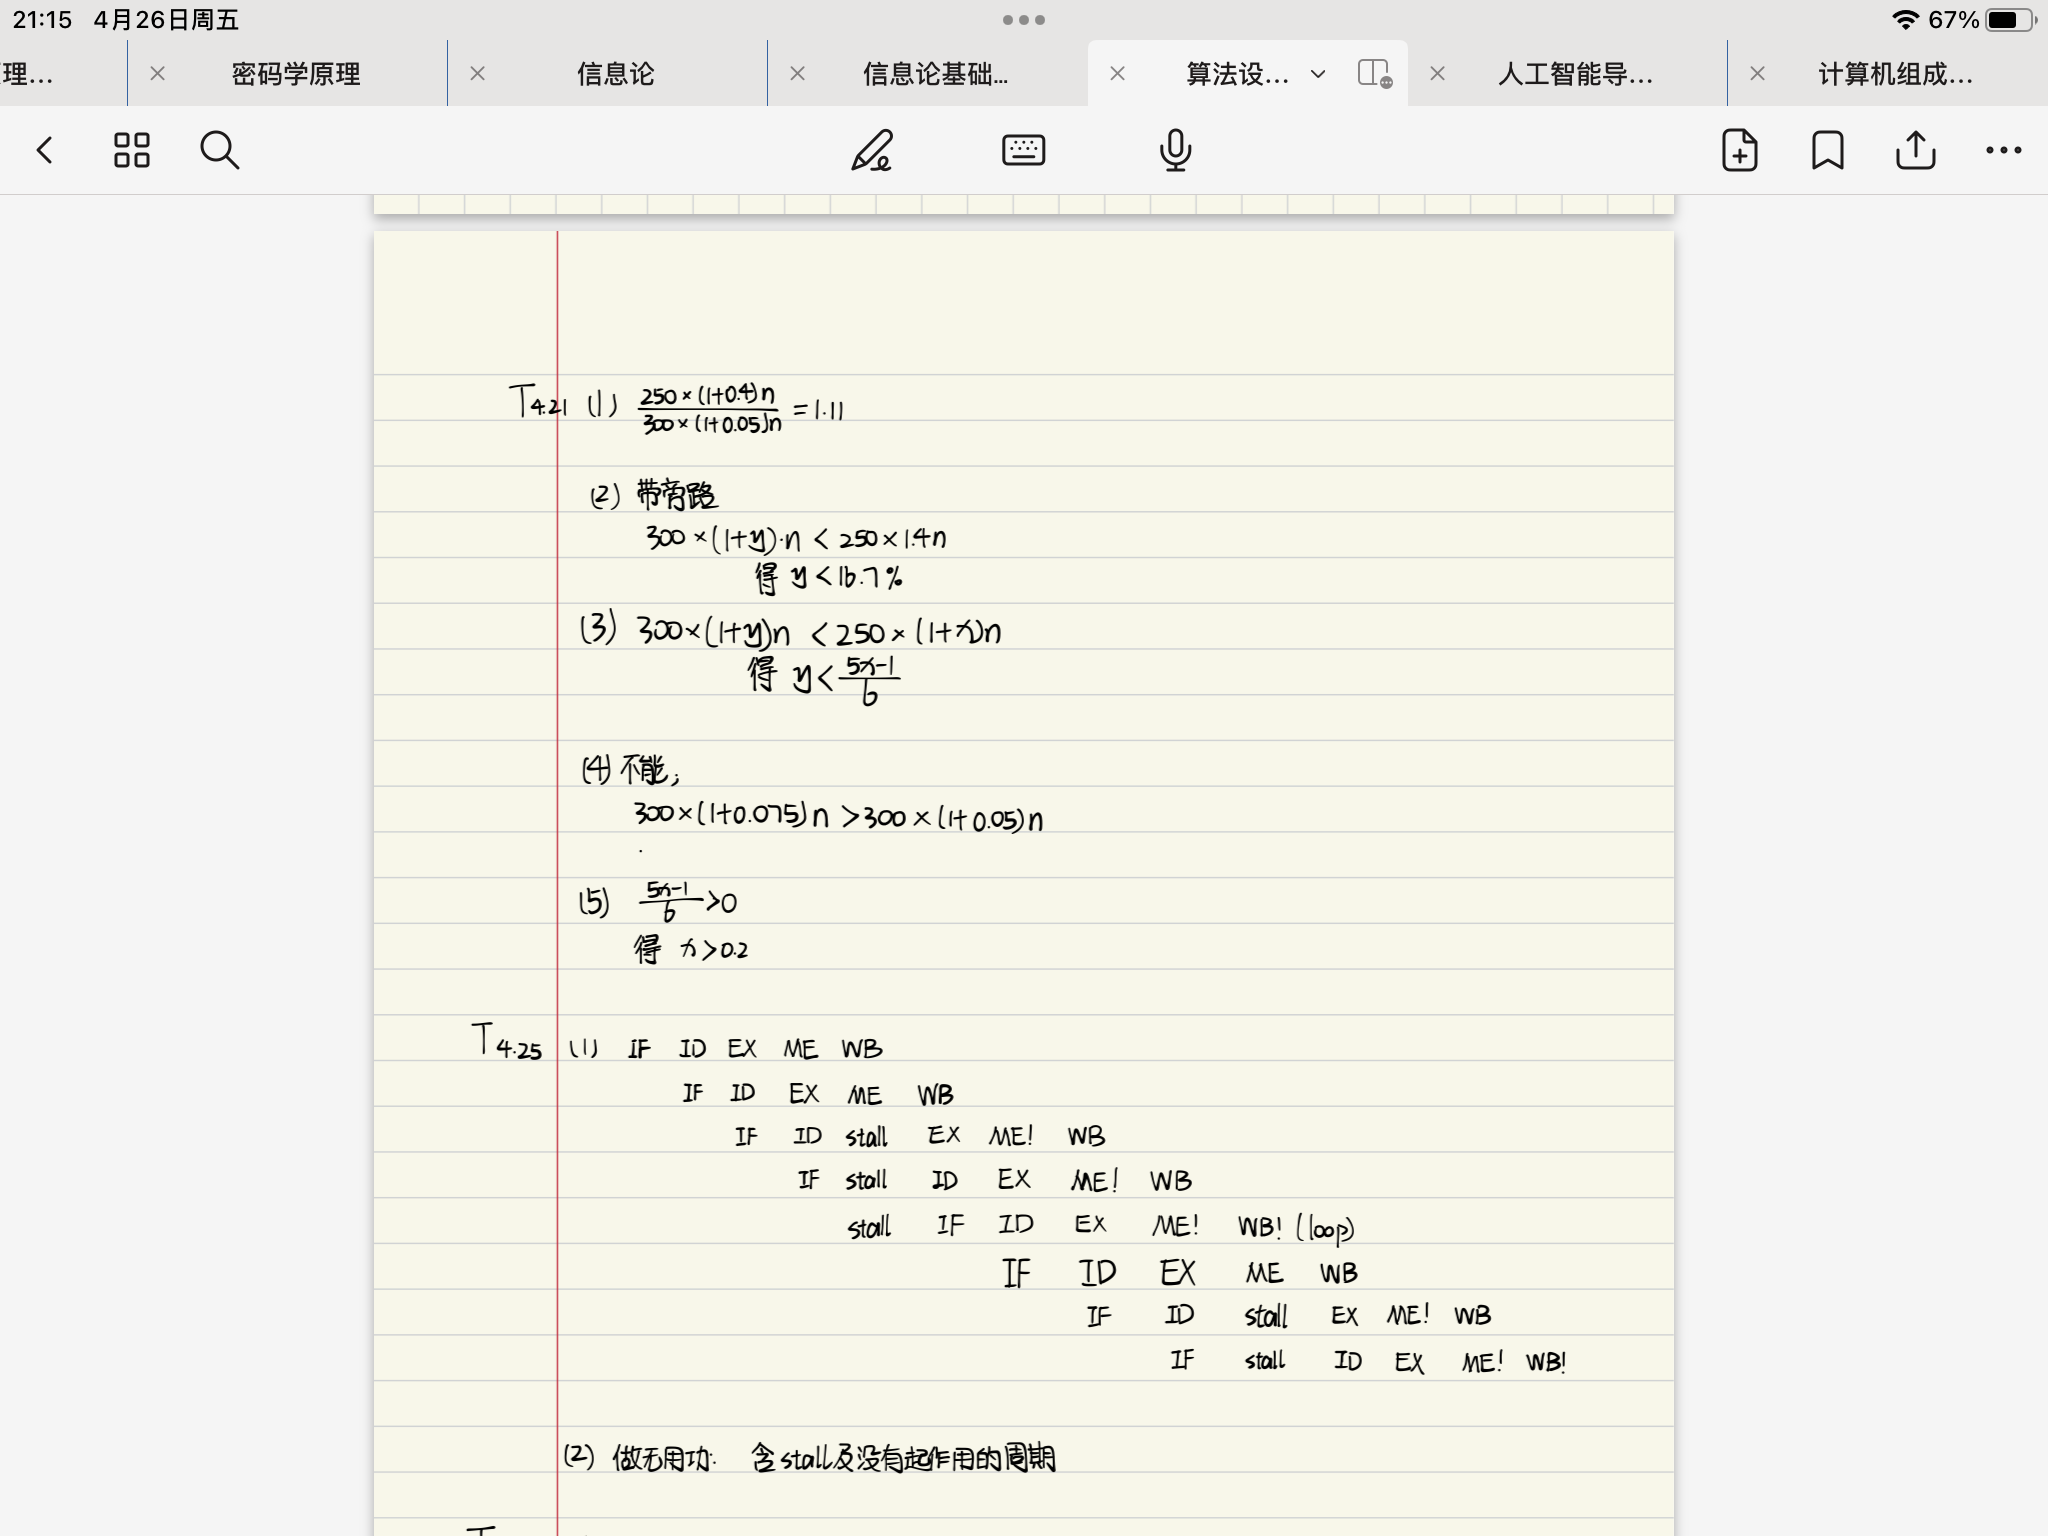 21:15 4月26日周五 67%
理... 密码学原理 信息论 信息论基础... 算法设... 人工智能导... 计算机组成...
T4.21 (1) 250×(1+0.4)n / 300×(1+0.05)n = 1.11
(2) 带旁路
300×(1+y)·n < 250×1.4n
得 y<16.7%
(3) 300×(1+y)n < 250×(1+x)n
得 y< 5x-1 / 6
(4) 不能;
300×(1+0.075)n > 300×(1+0.05)n
(5) 5x-1 / 6 >0
得 x>0.2
T4.25 (1) IF ID EX ME WB
IF ID EX ME WB
IF ID stall EX ME! WB
IF stall ID EX ME! WB
stall IF ID EX ME! WB! (loop)
IF ID EX ME WB
IF ID stall EX ME! WB
IF stall ID EX ME! WB!
(2) 做无用功: 含stall及没有起作用的周期